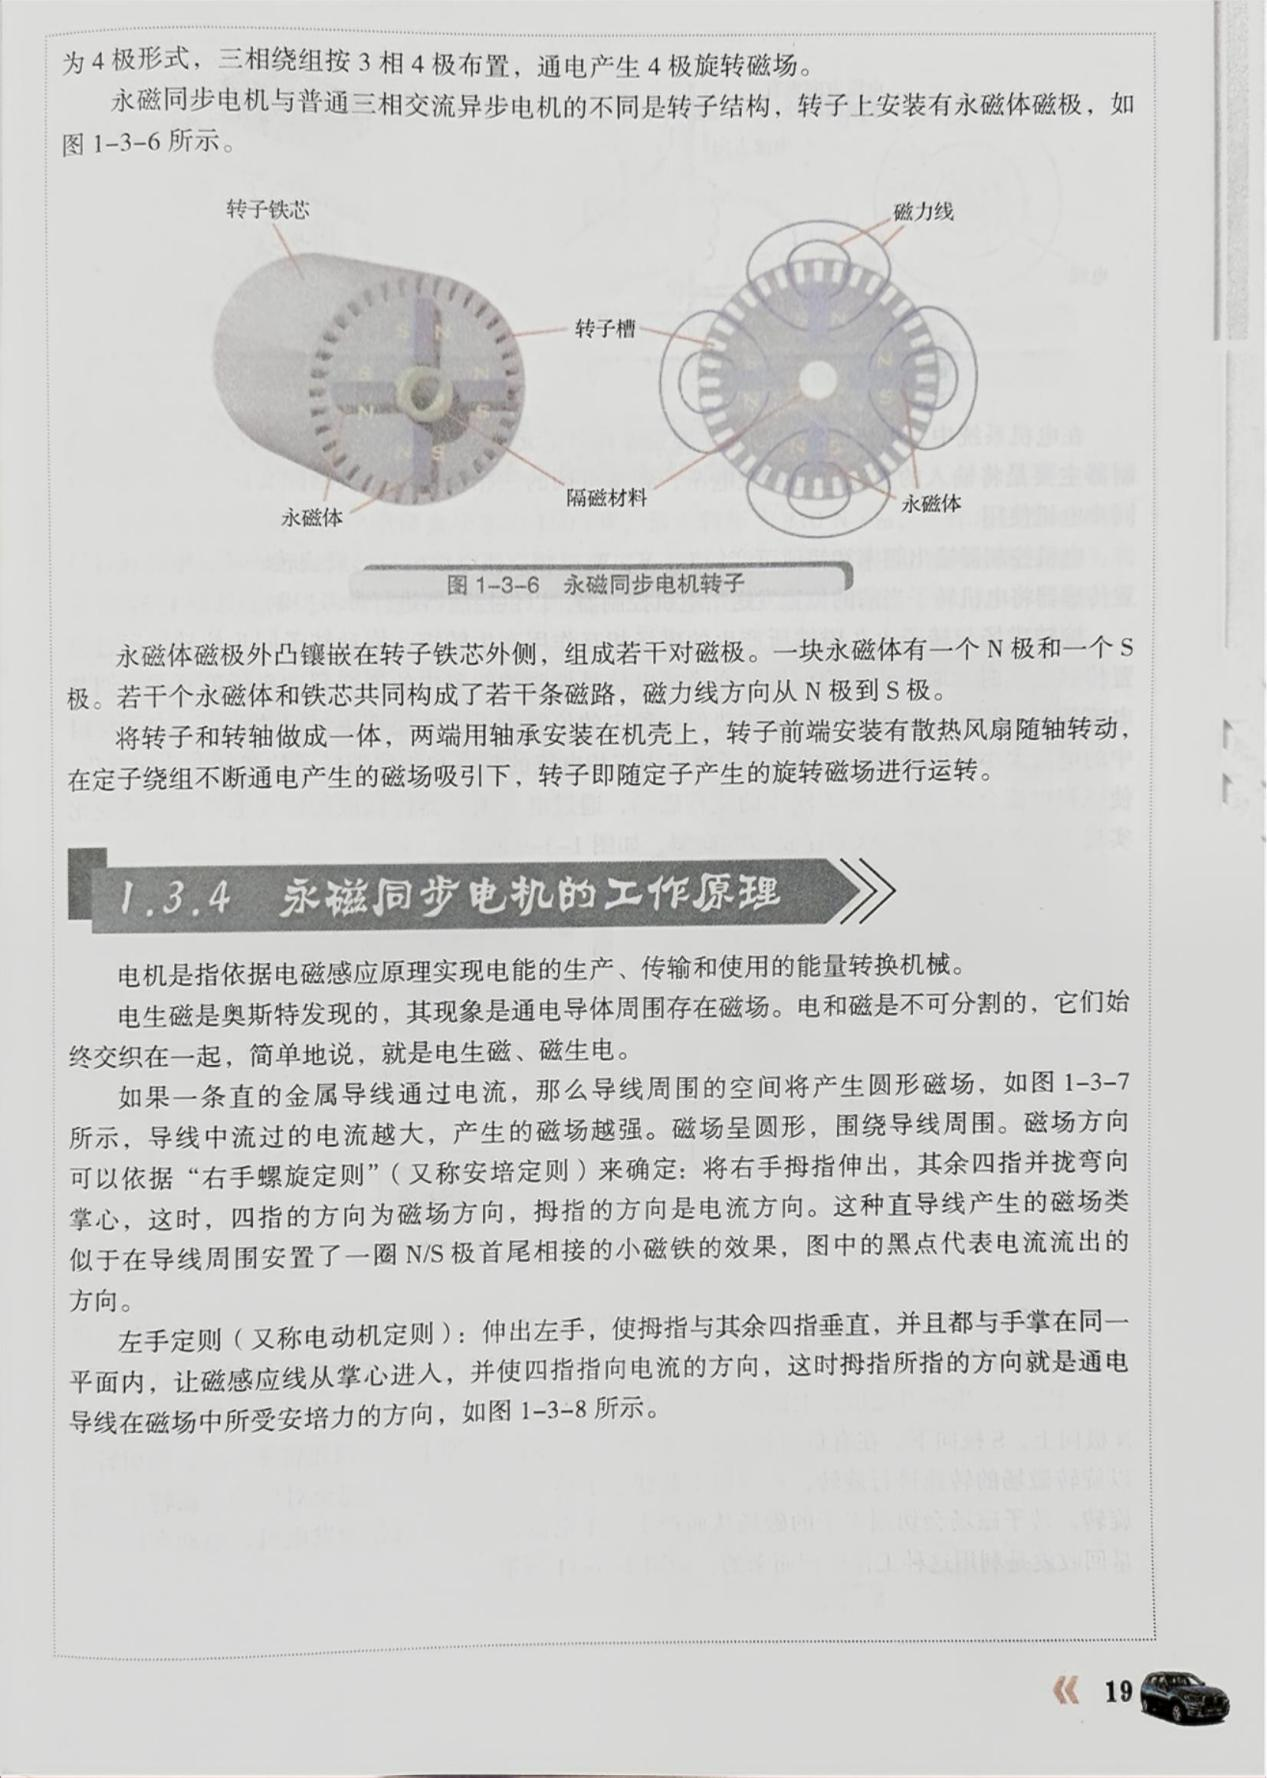 为4极形式，三相绕组按3相4极布置，通电产生4极旋转磁场。
永磁同步电机与普通三相交流异步电机的不同是转子结构，转子上安装有永磁体磁极，如
图1-3-6所示。
转子铁芯
磁力线
转子槽
S N
S N
N S
N S
N
N
S
N
隔磁材料
永磁体
永磁体
图1-3-6 永磁同步电机转子
永磁体磁极外凸镶嵌在转子铁芯外侧，组成若干对磁极。一块永磁体有一个N极和一个S
极。若干个永磁体和铁芯共同构成了若干条磁路，磁力线方向从N极到S极。
将转子和转轴做成一体，两端用轴承安装在机壳上，转子前端安装有散热风扇随轴转动，
在定子绕组不断通电产生的磁场吸引下，转子即随定子产生的旋转磁场进行运转。
1.3.4 永磁同步电机的工作原理
电机是指依据电磁感应原理实现电能的生产、传输和使用的能量转换机械。
电生磁是奥斯特发现的，其现象是通电导体周围存在磁场。电和磁是不可分割的，它们始
终交织在一起，简单地说，就是电生磁、磁生电。
如果一条直的金属导线通过电流，那么导线周围的空间将产生圆形磁场，如图1-3-7
所示，导线中流过的电流越大，产生的磁场越强。磁场呈圆形，围绕导线周围。磁场方向
可以依据“右手螺旋定则”（又称安培定则）来确定：将右手拇指伸出，其余四指并拢弯向
掌心，这时，四指的方向为磁场方向，拇指的方向是电流方向。这种直导线产生的磁场类
似于在导线周围安置了一圈N/S极首尾相接的小磁铁的效果，图中的黑点代表电流流出的
方向。
左手定则（又称电动机定则）：伸出左手，使拇指与其余四指垂直，并且都与手掌在同一
平面内，让磁感应线从掌心进人，并使四指指向电流的方向，这时拇指所指的方向就是通电
导线在磁场中所受安培力的方向，如图1-3-8所示。
19